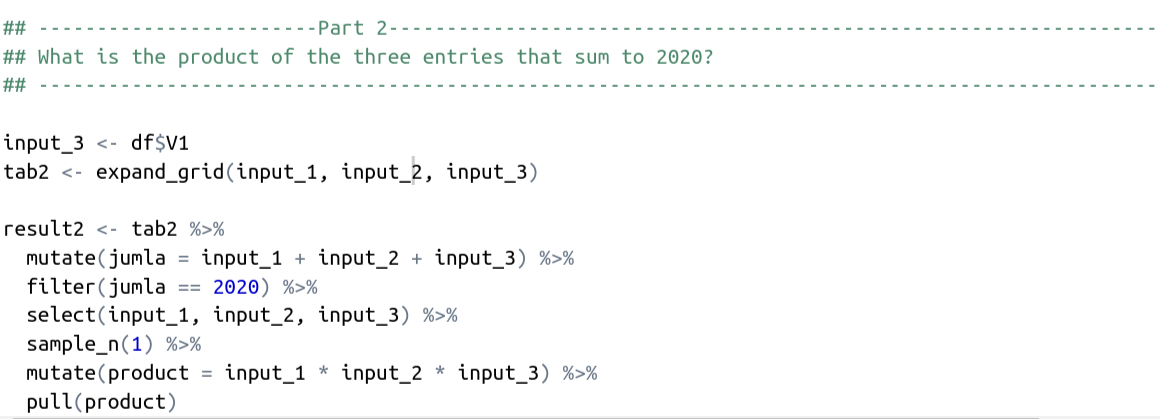 ## ------------------------Part 2------------------------------------------------------------------
## What is the product of the three entries that sum to 2020?
## ------------------------------------------------------------------------------------------------
input_3 <- df$V1
tab2 <- expand_grid(input_1, input_2, input_3)
result2 <- tab2 %>%
  mutate(jumla = input_1 + input_2 + input_3) %>%
  filter(jumla == 2020) %>%
  select(input_1, input_2, input_3) %>%
  sample_n(1) %>%
  mutate(product = input_1 * input_2 * input_3) %>%
  pull(product)